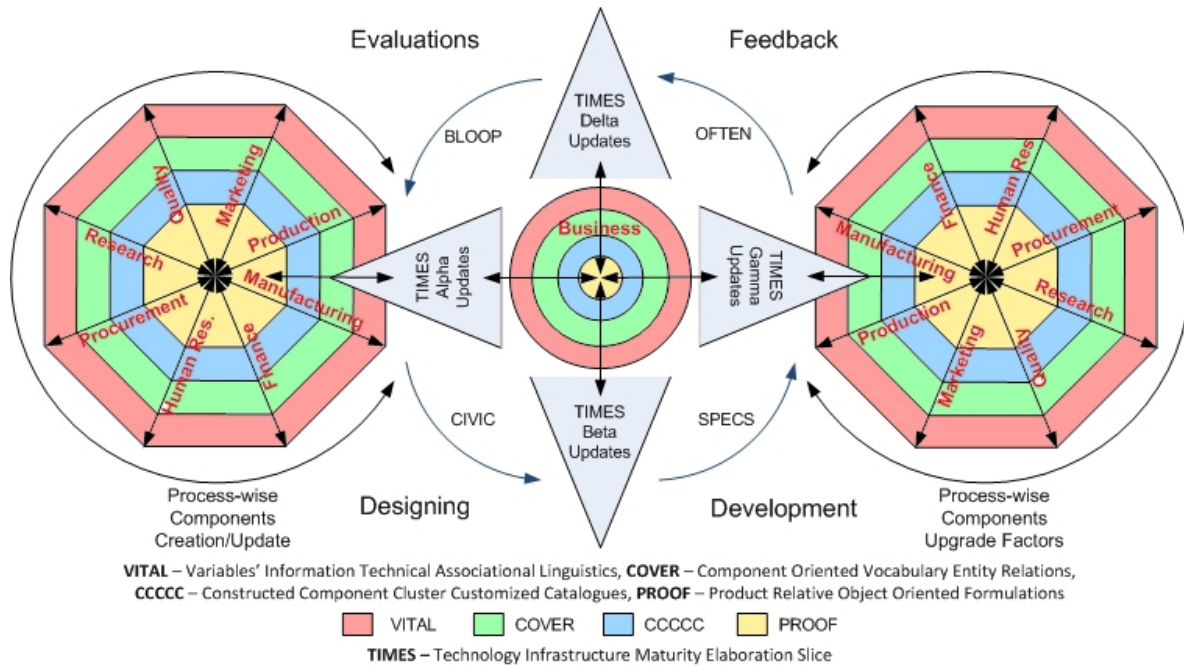 Evaluations
Feedback
TIMES
Delta
Updates
BLOOP
OFTEN
Quality
Marketing
Production
Manufacturing
Finance
Human Res.
Procurement
Research
Business
TIMES
Alpha
Updates
TIMES
Gamma
Updates
Finance
Human Res.
Procurement
Research
Quality
Marketing
Production
Manufacturing
CIVIC
SPECS
TIMES
Beta
Updates
Designing
Development
Process-wise
Components
Creation/Update
Process-wise
Components
Upgrade Factors
VITAL – Variables' Information Technical Associational Linguistics, COVER – Component Oriented Vocabulary Entity Relations,
CCCCC – Constructed Component Cluster Customized Catalogues, PROOF – Product Relative Object Oriented Formulations
VITAL
COVER
CCCCC
PROOF
TIMES – Technology Infrastructure Maturity Elaboration Slice